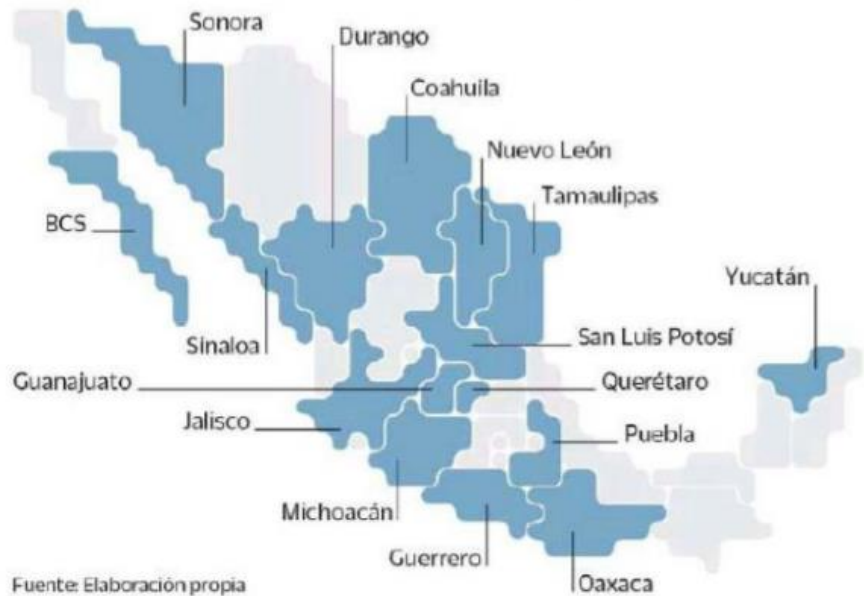 Sonora
Durango
Coahuila
Nuevo León
Tamaulipas
BCS
Yucatán
Sinaloa
San Luis Potosí
Guanajuato
Querétaro
Jalisco
Puebla
Michoacán
Guerrero
Oaxaca
Fuente: Elaboración propia